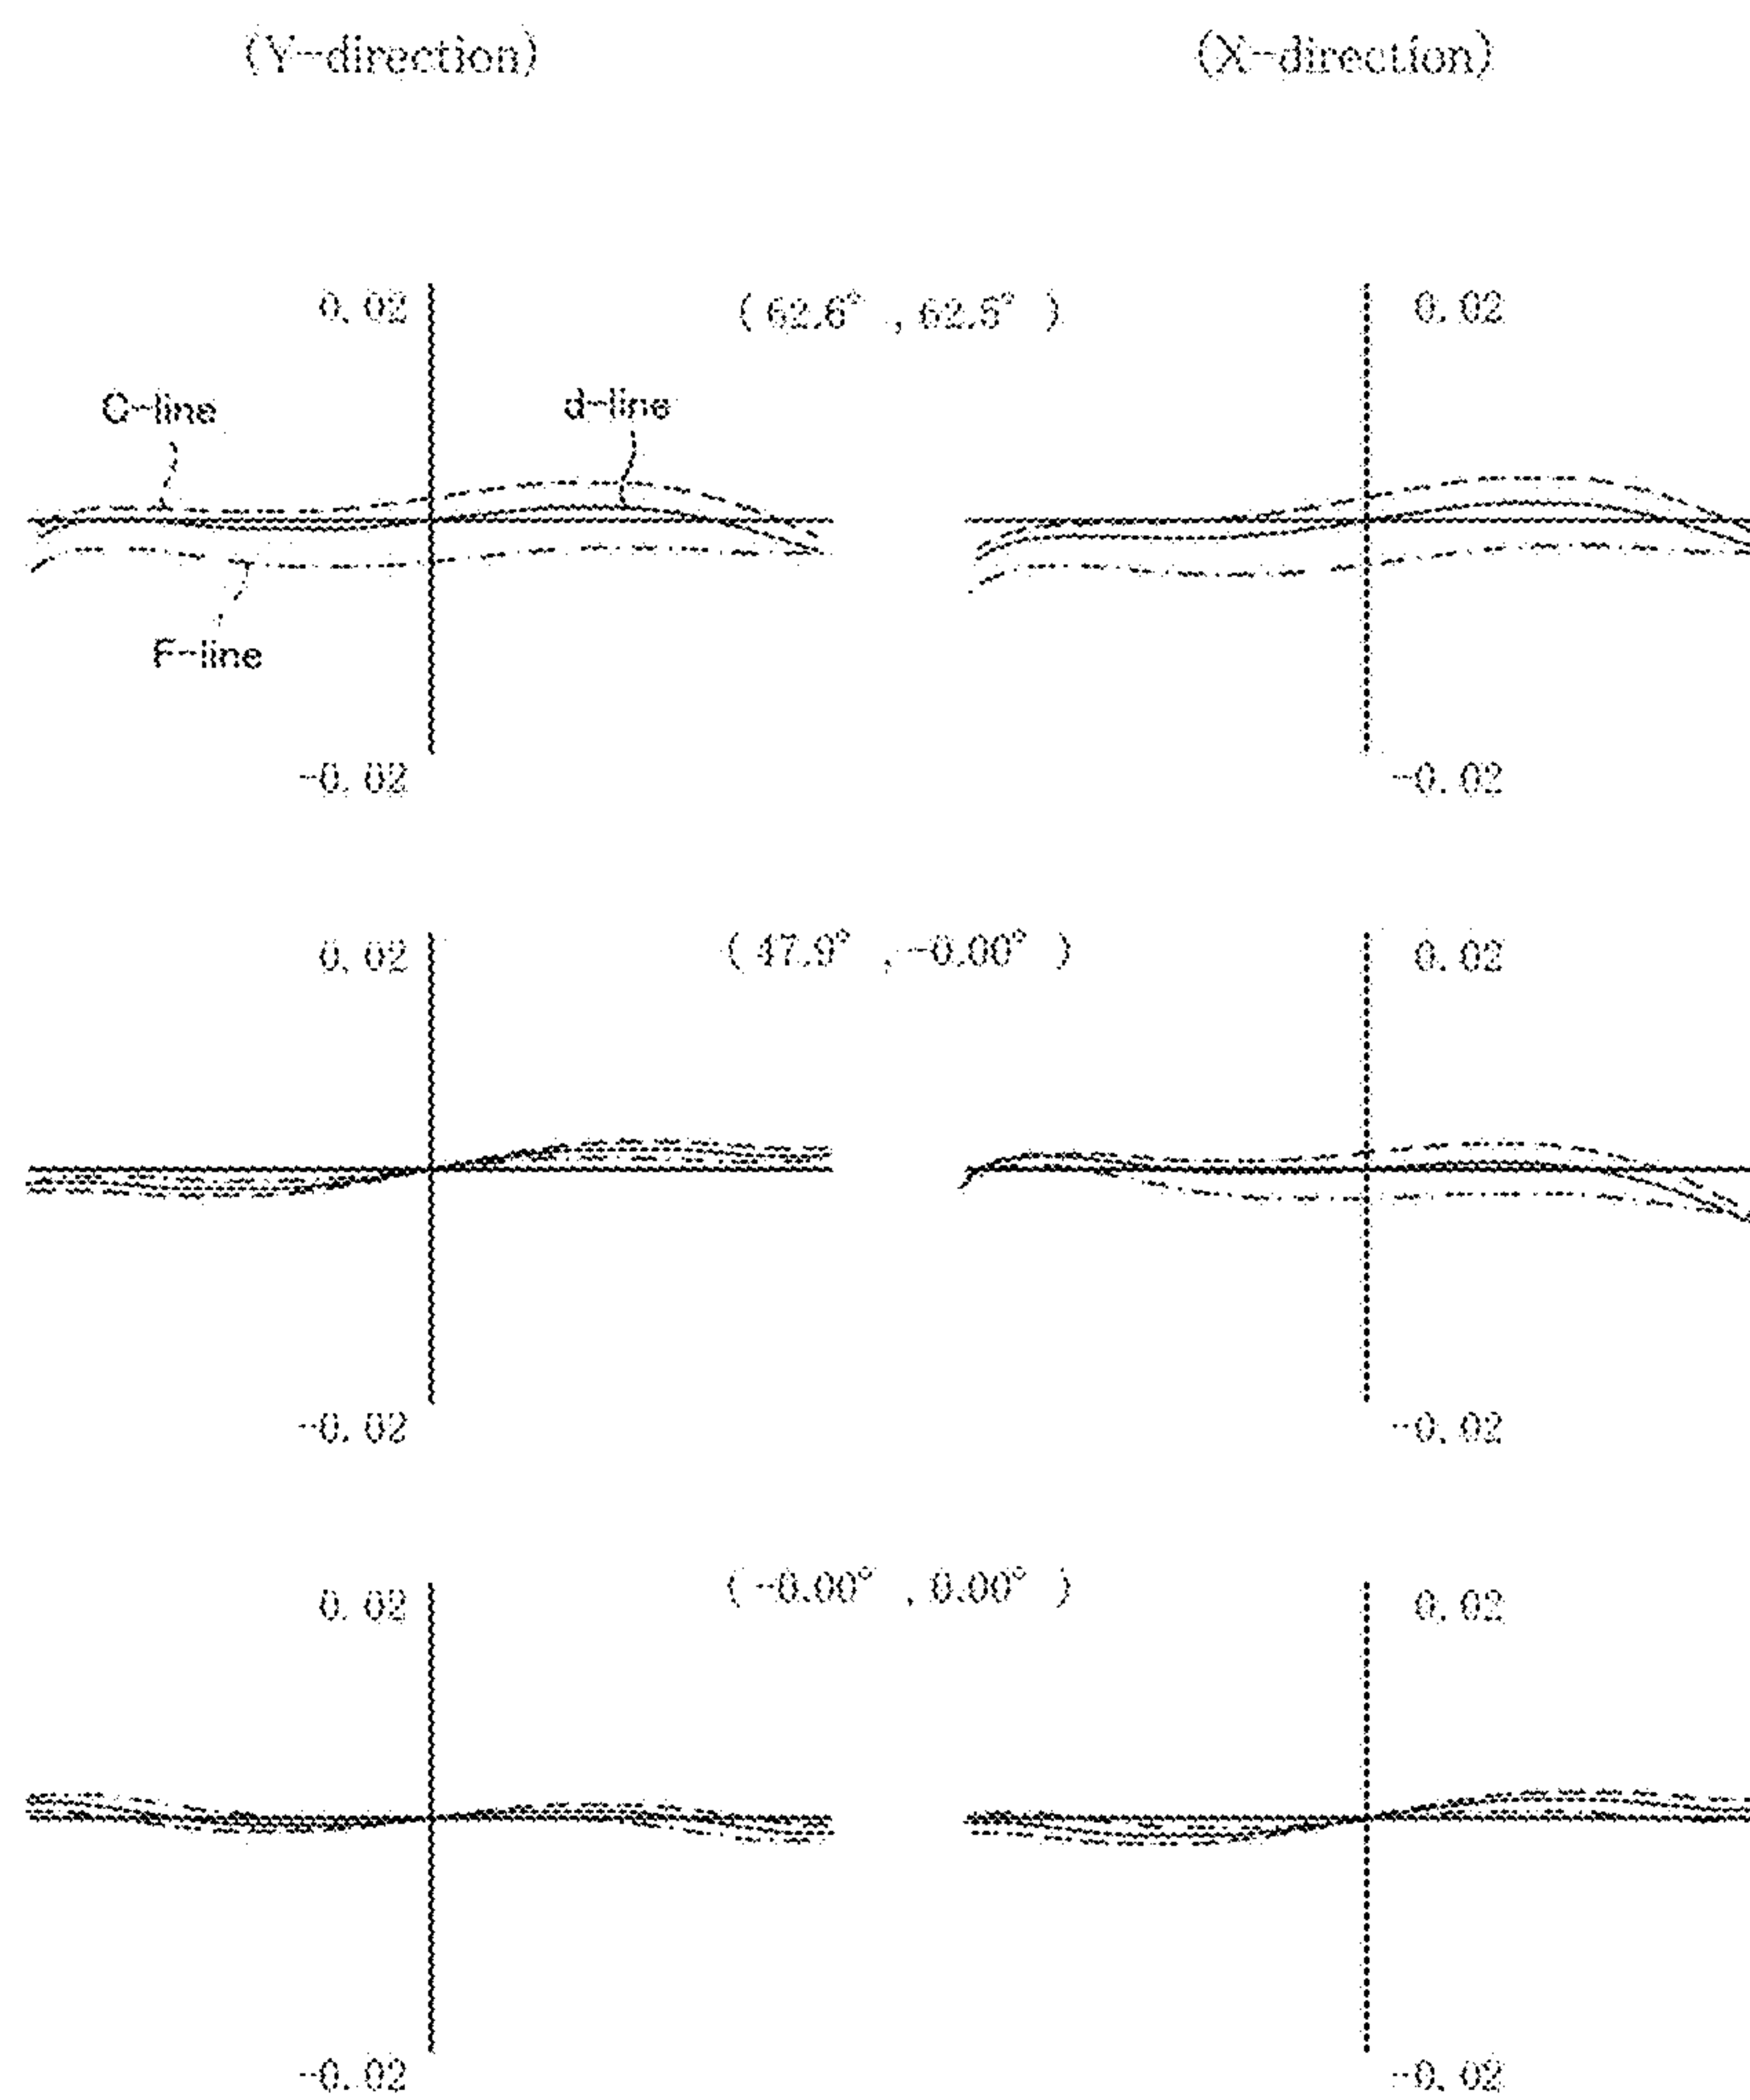 (Y-direction) (X-direction)
0.02 (62.6° , 62.5° ) 0.02
C-line d-line
F-line
-0.02 -0.02
0.02 ( 47.9° ,-0.00° ) 0.02
-0.02 -0.02
0.02 ( -0.00° , 0.00° ) 0.02
-0.02 -0.02